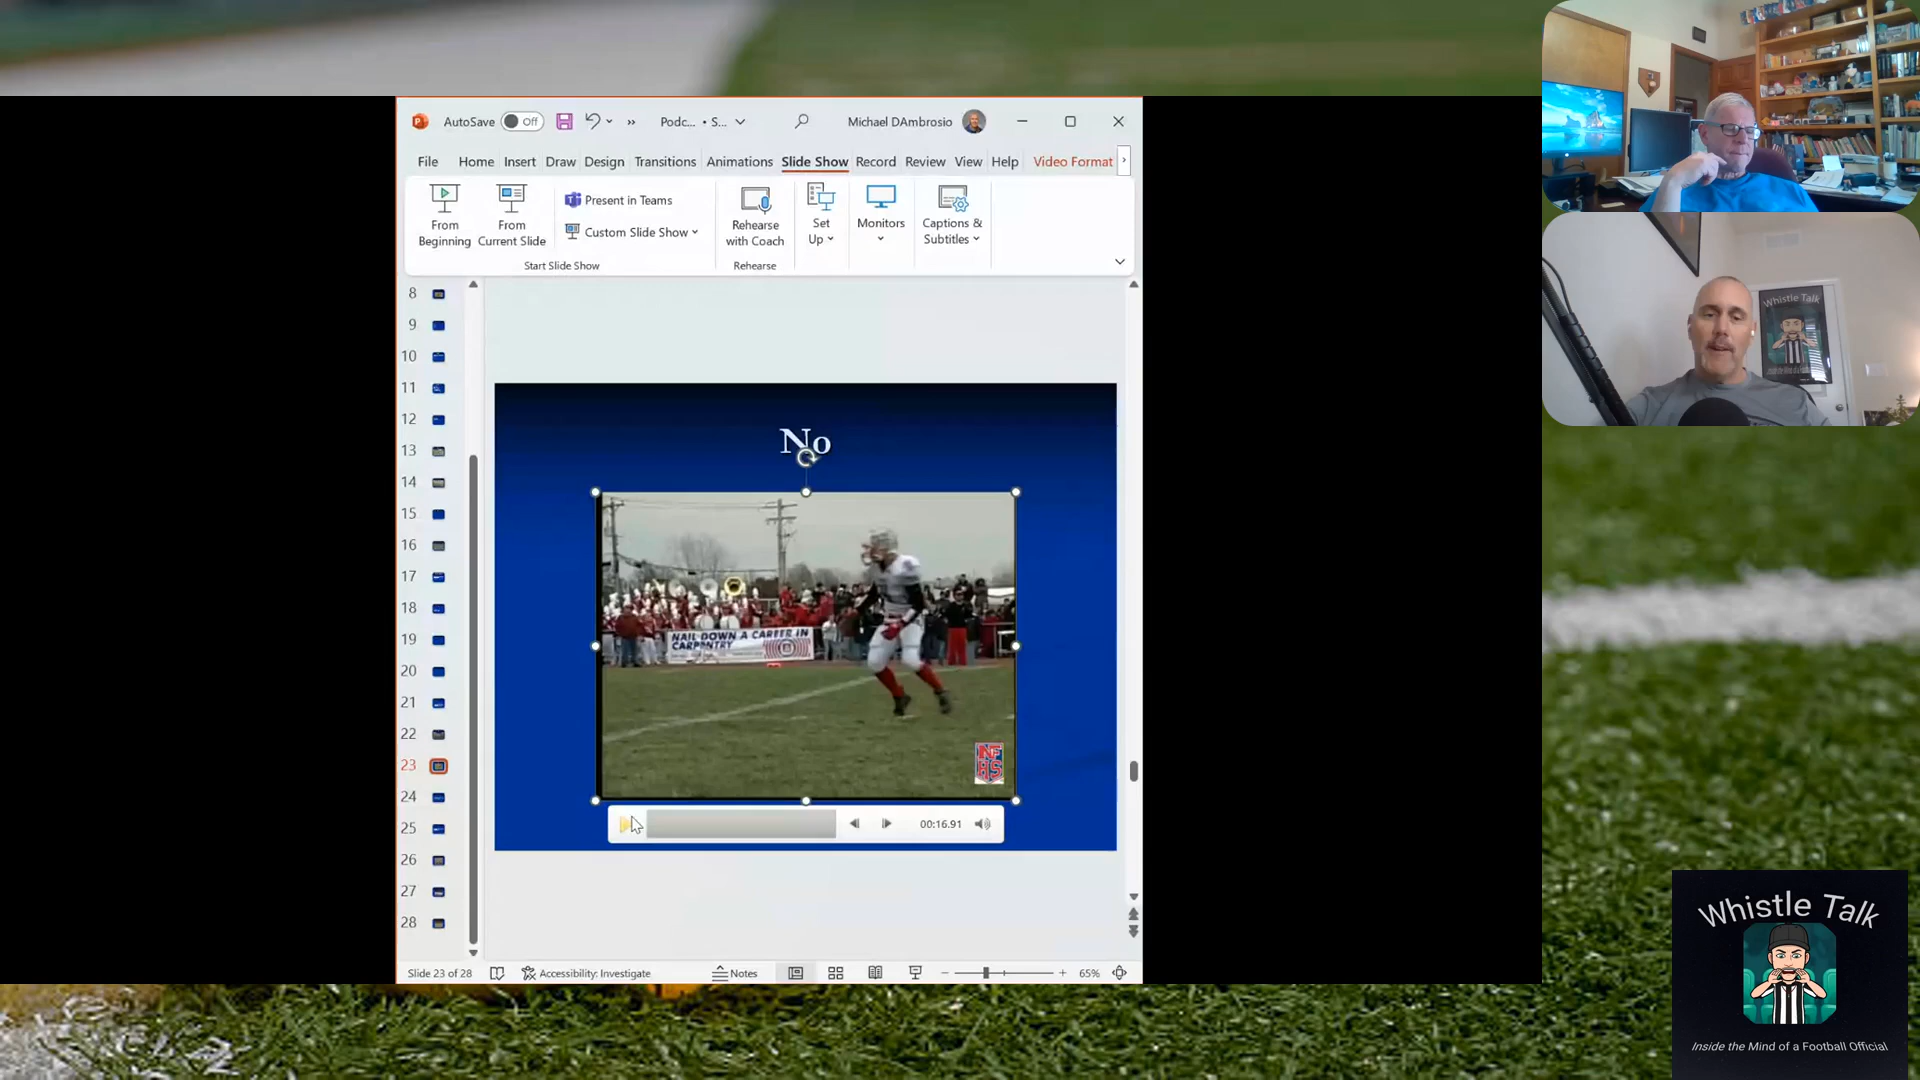 AutoSave Off Podc... • S... Michael DAmbrosio
File Home Insert Draw Design Transitions Animations Slide Show Record Review View Help Video Format
From Beginning
From Current Slide
Present in Teams
Custom Slide Show
Start Slide Show
Rehearse with Coach
Rehearse
Set Up
Monitors
Captions & Subtitles
8
9
10
11
12
13
14
15
16
17
18
19
20
21
22
23
24
25
26
27
28
No
NAIL DOWN A CAREER IN
CARPENTRY
NF
HS
00:16.91
Slide 23 of 28 Accessibility: Investigate Notes 65%
Whistle Talk
Whistle Talk
Inside the Mind of a Football Official